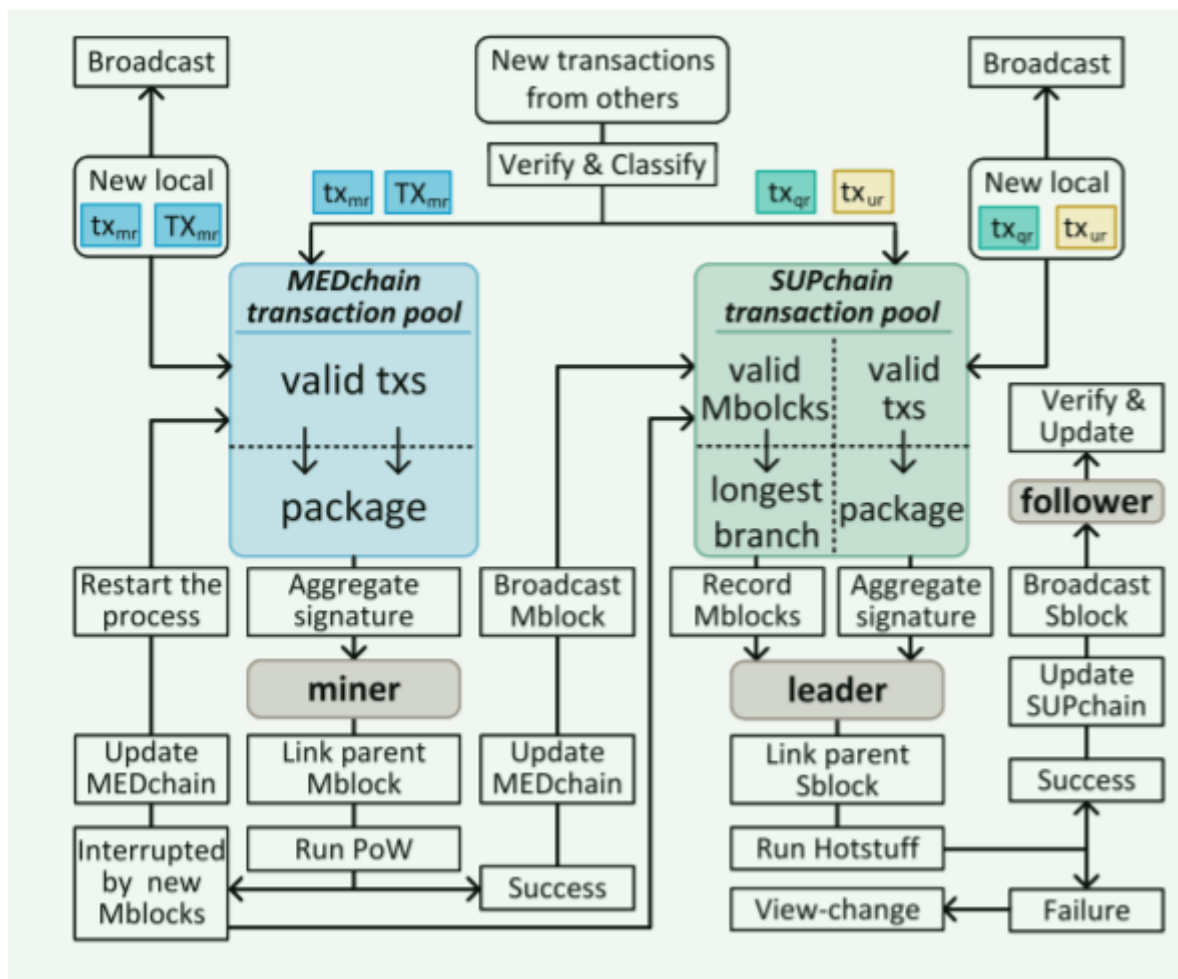 Broadcast
New transactions
from others
Broadcast
Verify & Classify
New local
tx_mr TX_mr
tx_mr TX_mr
tx_qr tx_ur
New local
tx_qr tx_ur
MEDchain
transaction pool
valid txs
package
SUPchain
transaction pool
valid
Mbolcks
valid
txs
longest
branch
package
Verify &
Update
follower
Restart the
process
Aggregate
signature
Broadcast
Mblock
Record
Mblocks
Aggregate
signature
Broadcast
Sblock
miner
leader
Update
SUPchain
Update
MEDchain
Link parent
Mblock
Update
MEDchain
Link parent
Sblock
Success
Interrupted
by new
Mblocks
Run PoW
Success
Run Hotstuff
View-change
Failure